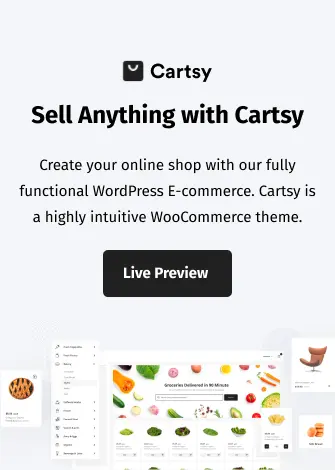 Cartsy
Sell Anything with Cartsy
Create your online shop with our fully
functional WordPress E-commerce. Cartsy is
a highly intuitive WooCommerce theme.
Live Preview
Groceries Delivered in 90 Minute